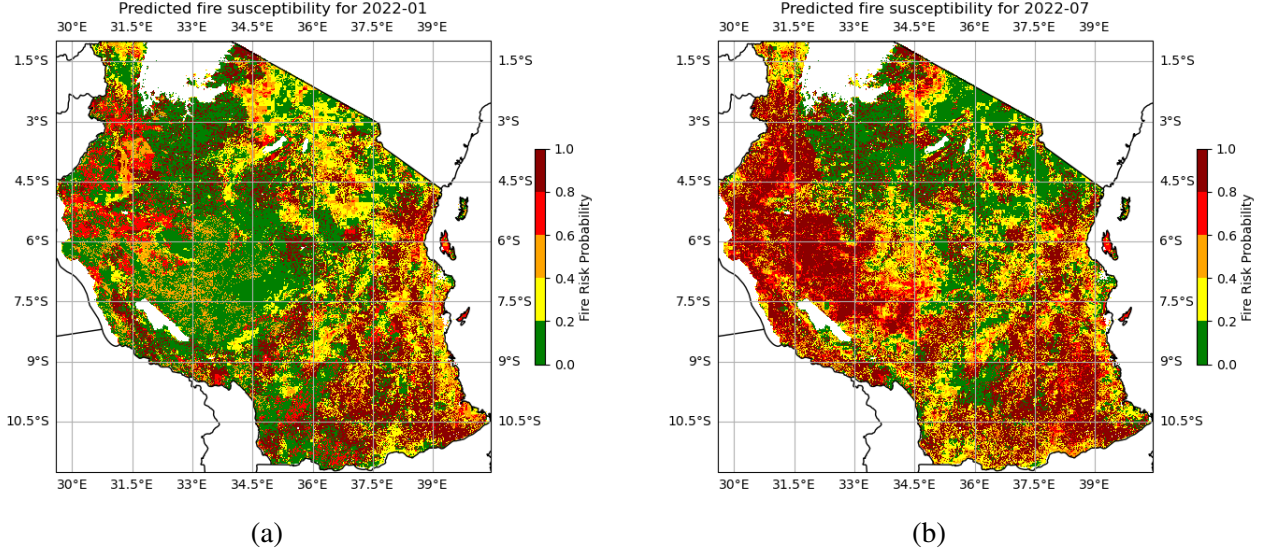 Predicted fire susceptibility for 2022-01
30°E 31.5°E 33°E 34.5°E 36°E 37.5°E 39°E
1.5°S 1.5°S
3°S 3°S
4.5°S 4.5°S
6°S 6°S
7.5°S 7.5°S
9°S 9°S
10.5°S 10.5°S
30°E 31.5°E 33°E 34.5°E 36°E 37.5°E 39°E
1.0
0.8
0.6
0.4
0.2
0.0
Fire Risk Probability
(a)
Predicted fire susceptibility for 2022-07
30°E 31.5°E 33°E 34.5°E 36°E 37.5°E 39°E
1.5°S 1.5°S
3°S 3°S
4.5°S 4.5°S
6°S 6°S
7.5°S 7.5°S
9°S 9°S
10.5°S 10.5°S
30°E 31.5°E 33°E 34.5°E 36°E 37.5°E 39°E
1.0
0.8
0.6
0.4
0.2
0.0
Fire Risk Probability
(b)